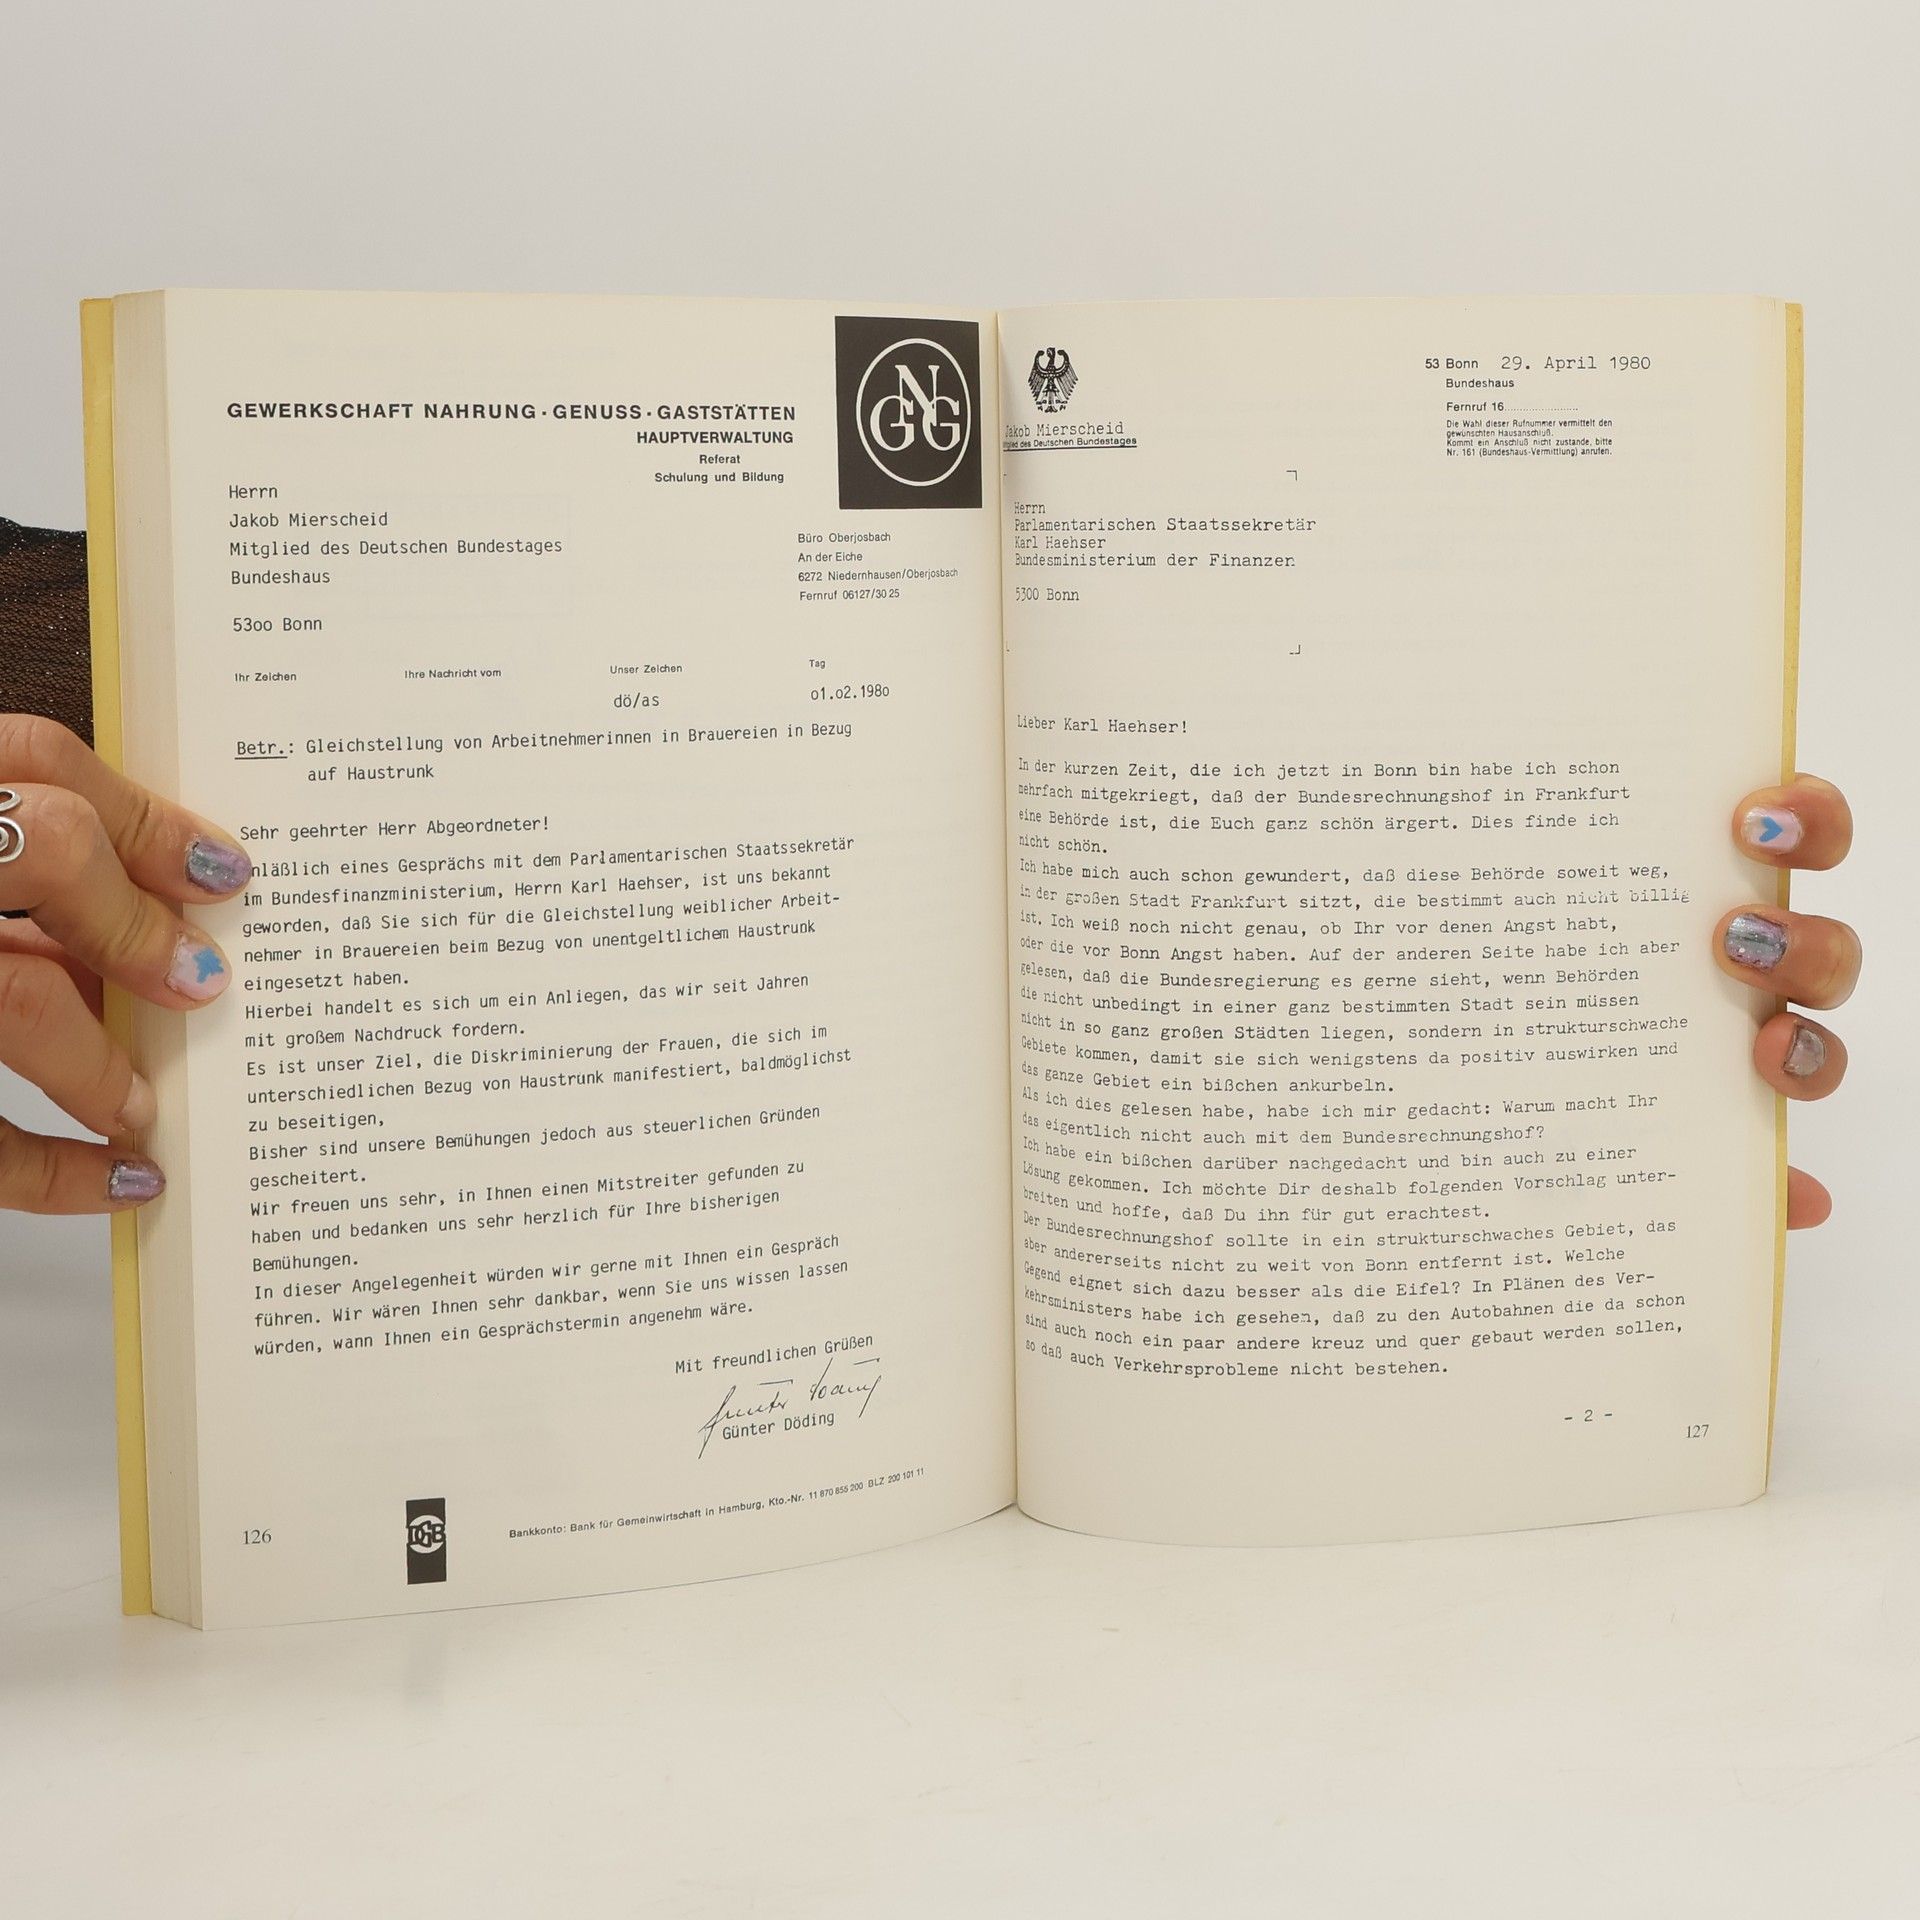 GEWERKSCHAFT NAHRUNG · GENUSS · GASTSTÄTTEN
HAUPTVERWALTUNG
Referat
Schulung und Bildung
NGG
Herrn
Jakob Mierscheid
Mitglied des Deutschen Bundestages
Bundeshaus
53oo Bonn
Büro Oberjosbach
An der Eiche
6272 Niedernhausen/Oberjosbach
Fernruf 06127/30 25
Ihr Zeichen Ihre Nachricht vom Unser Zeichen Tag
dö/as o1.o2.198o
Betr.: Gleichstellung von Arbeitnehmerinnen in Brauereien in Bezug
auf Haustrunk
Sehr geehrter Herr Abgeordneter!
nläßlich eines Gesprächs mit dem Parlamentarischen Staatssekretär
im Bundesfinanzministerium, Herrn Karl Haehser, ist uns bekannt
geworden, daß Sie sich für die Gleichstellung weiblicher Arbeit-
nehmer in Brauereien beim Bezug von unentgeltlichem Haustrunk
eingesetzt haben.
Hierbei handelt es sich um ein Anliegen, das wir seit Jahren
mit großem Nachdruck fordern.
Es ist unser Ziel, die Diskriminierung der Frauen, die sich im
unterschiedlichen Bezug von Haustrunk manifestiert, baldmöglichst
zu beseitigen,
Bisher sind unsere Bemühungen jedoch aus steuerlichen Gründen
gescheitert.
Wir freuen uns sehr, in Ihnen einen Mitstreiter gefunden zu
haben und bedanken uns sehr herzlich für Ihre bisherigen
Bemühungen.
In dieser Angelegenheit würden wir gerne mit Ihnen ein Gespräch
führen. Wir wären Ihnen sehr dankbar, wenn Sie uns wissen lassen
würden, wann Ihnen ein Gesprächstermin angenehm wäre.
Mit freundlichen Grüßen
Günter Döding
Günter Döding
126
DGB
Bankkonto: Bank für Gemeinwirtschaft in Hamburg, Kto.-Nr. 11 870 855 200 BLZ 200 101 11
Jakob Mierscheid
glied des Deutschen Bundestages
53 Bonn 29. April 1980
Bundeshaus
Fernruf 16......................
Die Wahl dieser Rufnummer vermittelt den
gewünschten Hausanschluß.
Kommt ein Anschluß nicht zustande, bitte
Nr. 161 (Bundeshaus-Vermittlung) anrufen.
Herrn
Parlamentarischen Staatssekretär
Karl Haehser
Bundesministerium der Finanzen
5300 Bonn
Lieber Karl Haehser!
In der kurzen Zeit, die ich jetzt in Bonn bin habe ich schon
mehrfach mitgekriegt, daß der Bundesrechnungshof in Frankfurt
eine Behörde ist, die Euch ganz schön ärgert. Dies finde ich
nicht schön.
Ich habe mich auch schon gewundert, daß diese Behörde soweit weg,
in der großen Stadt Frankfurt sitzt, die bestimmt auch nicht billig
ist. Ich weiß noch nicht genau, ob Ihr vor denen Angst habt,
oder die vor Bonn Angst haben. Auf der anderen Seite habe ich aber
gelesen, daß die Bundesregierung es gerne sieht, wenn Behörden
die nicht unbedingt in einer ganz bestimmten Stadt sein müssen
nicht in so ganz großen Städten liegen, sondern in strukturschwache
Gebiete kommen, damit sie sich wenigstens da positiv auswirken und
das ganze Gebiet ein bißchen ankurbeln.
Als ich dies gelesen habe, habe ich mir gedacht: Warum macht Ihr
das eigentlich nicht auch mit dem Bundesrechnungshof?
Ich habe ein bißchen darüber nachgedacht und bin auch zu einer
Lösung gekommen. Ich möchte Dir deshalb folgenden Vorschlag unter-
breiten und hoffe, daß Du ihn für gut erachtest.
Der Bundesrechnungshof sollte in ein strukturschwaches Gebiet, das
aber andererseits nicht zu weit von Bonn entfernt ist. Welche
Gegend eignet sich dazu besser als die Eifel? In Plänen des Ver-
kehrsministers habe ich gesehen, daß zu den Autobahnen die da schon
sind auch noch ein paar andere kreuz und quer gebaut werden sollen,
so daß auch Verkehrsprobleme nicht bestehen.
- 2 -
127